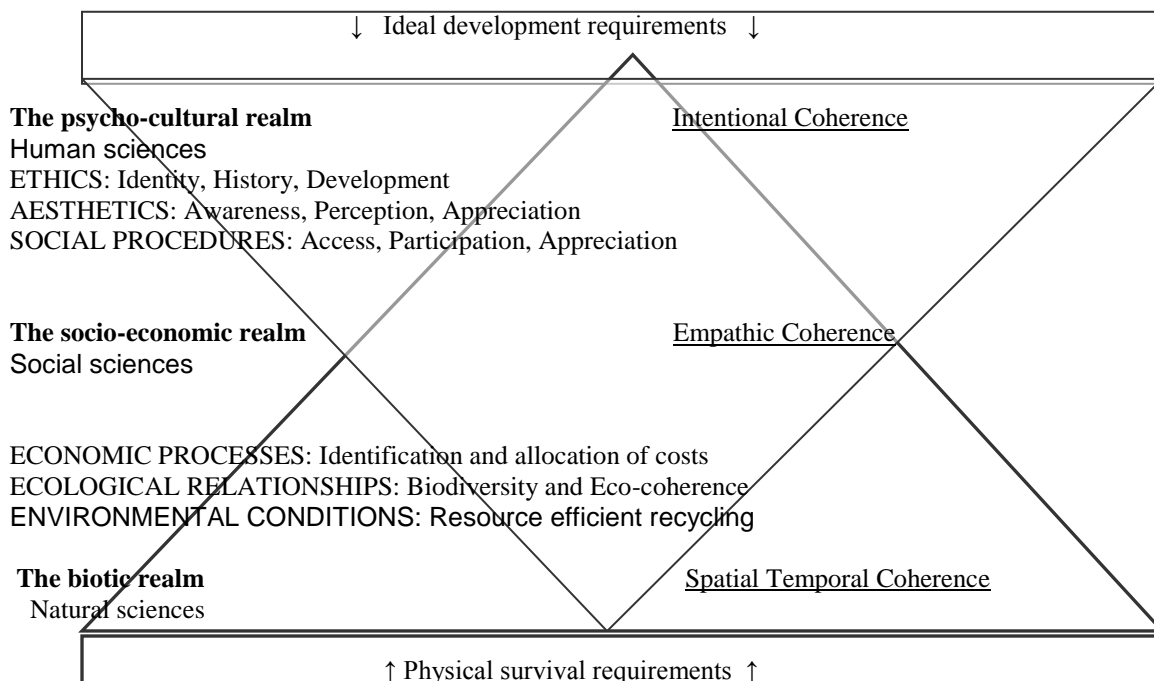 ↓ Ideal development requirements ↓
The psycho-cultural realm Intentional Coherence
Human sciences
ETHICS: Identity, History, Development
AESTHETICS: Awareness, Perception, Appreciation
SOCIAL PROCEDURES: Access, Participation, Appreciation
The socio-economic realm Empathic Coherence
Social sciences
ECONOMIC PROCESSES: Identification and allocation of costs
ECOLOGICAL RELATIONSHIPS: Biodiversity and Eco-coherence
ENVIRONMENTAL CONDITIONS: Resource efficient recycling
The biotic realm Spatial Temporal Coherence
Natural sciences
↑ Physical survival requirements ↑